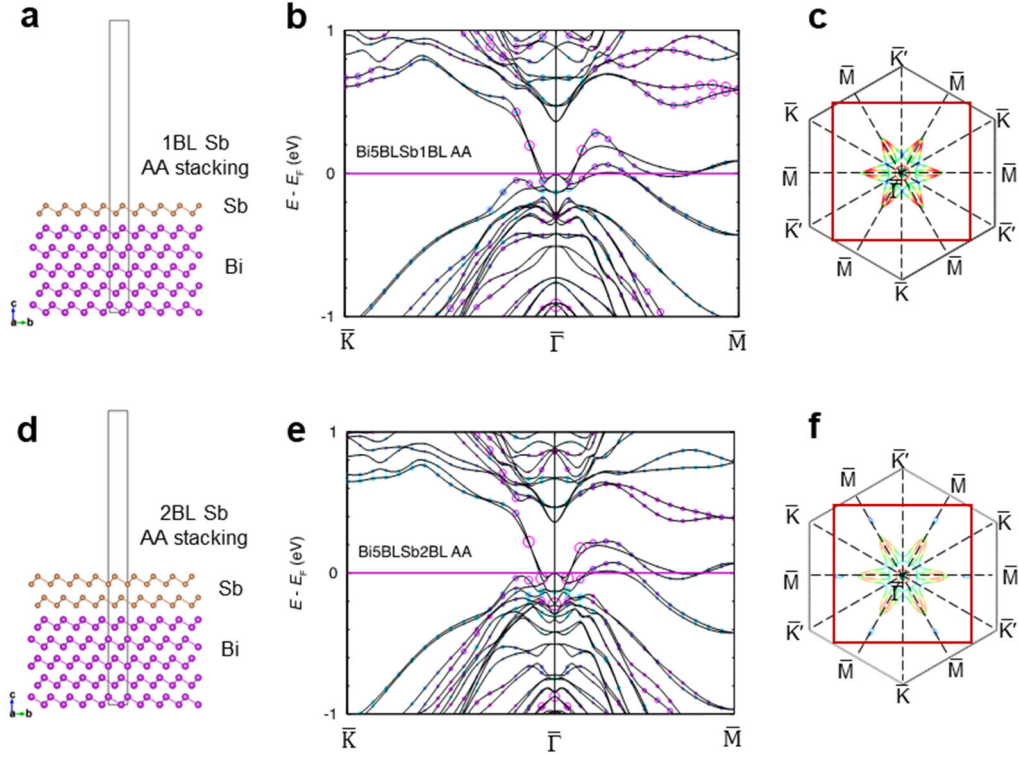 a
1BL Sb
AA stacking
Sb
Bi
c
a
b
b
E - E_F (eV)
1
0
-1
Bi5BLSb1BL AA
K̅
Γ̅
M̅
c
K̅′
M̅
M̅
K̅
K̅
M̅
Γ̅
M̅
K̅′
K̅′
M̅
M̅
K̅
d
2BL Sb
AA stacking
Sb
Bi
c
a
b
e
E - E_F (eV)
1
0
-1
Bi5BLSb2BL AA
K̅
Γ̅
M̅
f
K̅′
M̅
M̅
K̅
K̅
M̅
Γ̅
M̅
K̅′
K̅′
M̅
M̅
K̅